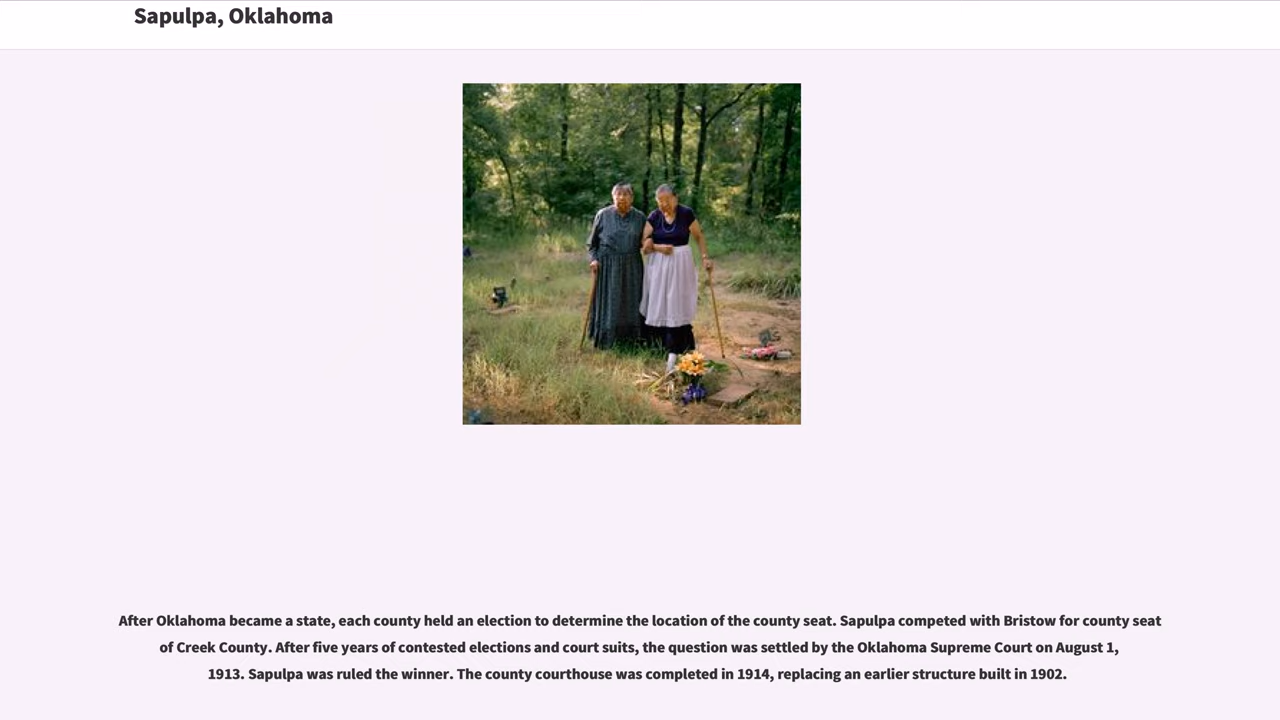 Sapulpa, Oklahoma
After Oklahoma became a state, each county held an election to determine the location of the county seat. Sapulpa competed with Bristow for county seat
of Creek County. After five years of contested elections and court suits, the question was settled by the Oklahoma Supreme Court on August 1,
1913. Sapulpa was ruled the winner. The county courthouse was completed in 1914, replacing an earlier structure built in 1902.